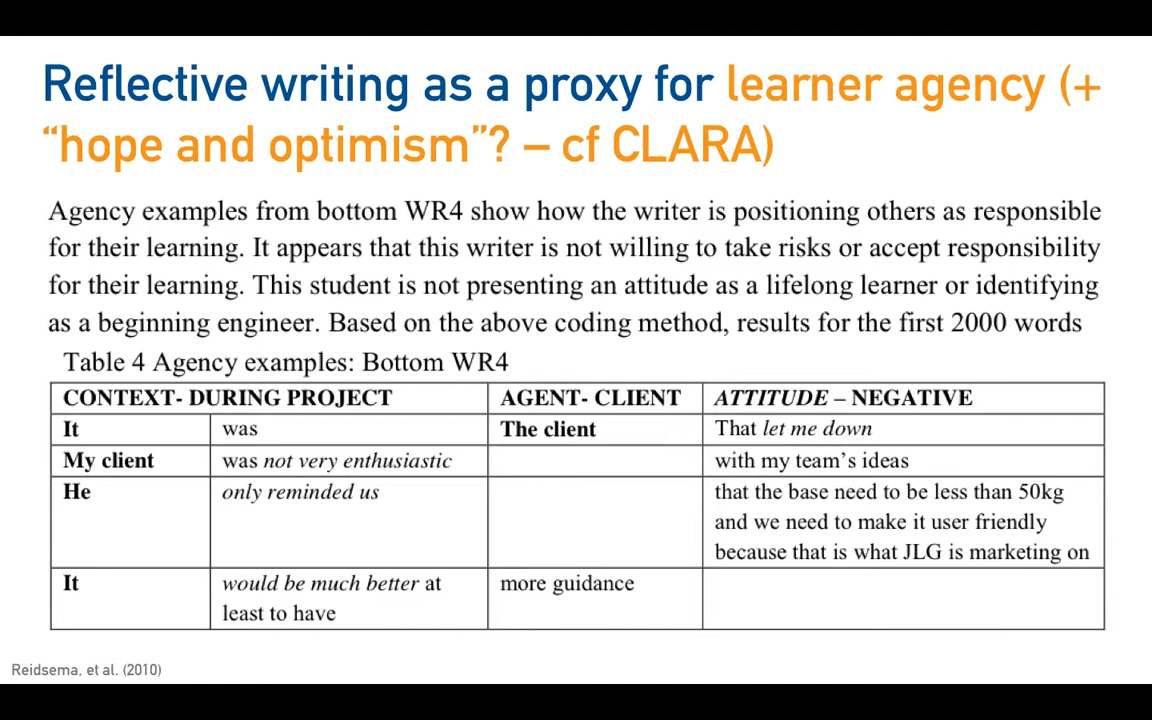 Reflective writing as a proxy for learner agency (+
“hope and optimism”? – cf CLARA)
Agency examples from bottom WR4 show how the writer is positioning others as responsible
for their learning. It appears that this writer is not willing to take risks or accept responsibility
for their learning. This student is not presenting an attitude as a lifelong learner or identifying
as a beginning engineer. Based on the above coding method, results for the first 2000 words
Table 4 Agency examples: Bottom WR4
CONTEXT- DURING PROJECT AGENT- CLIENT ATTITUDE – NEGATIVE
It was The client That let me down
My client was not very enthusiastic with my team’s ideas
He only reminded us that the base need to be less than 50kg
and we need to make it user friendly
because that is what JLG is marketing on
It would be much better at more guidance
least to have
Reidsema, et al. (2010)